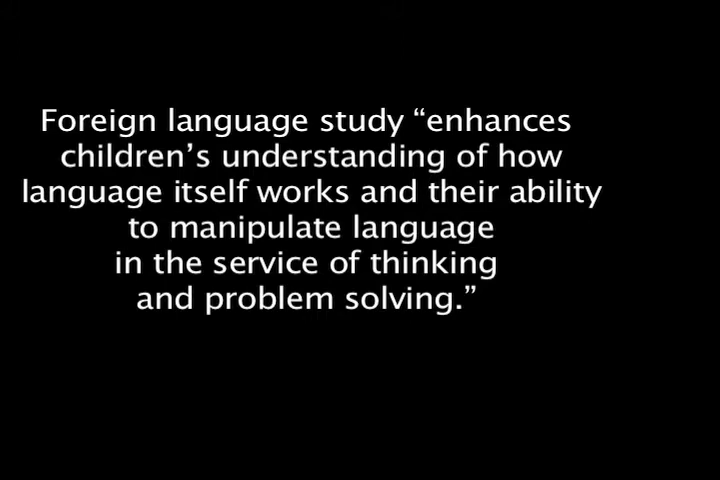 Foreign language study “enhances
children’s understanding of how
language itself works and their ability
to manipulate language
in the service of thinking
and problem solving.”